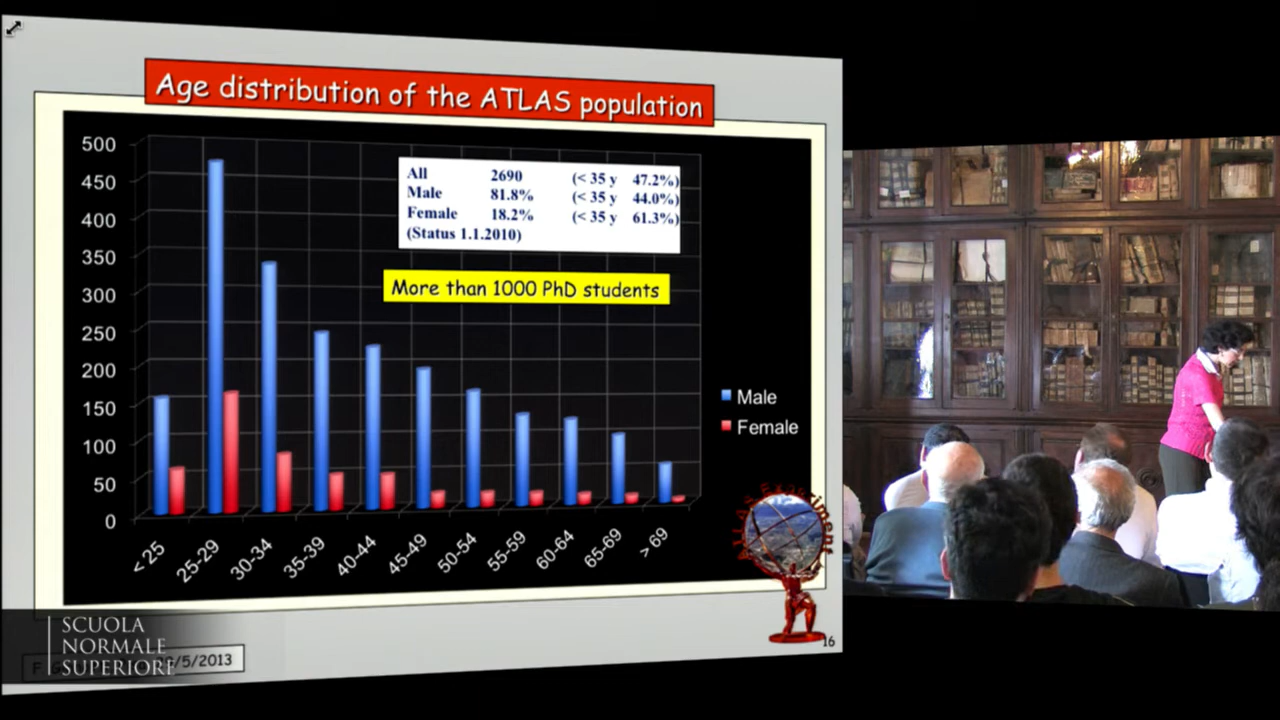 Age distribution of the ATLAS population
500
450
400
350
300
250
200
150
100
50
0
All 2690 (< 35 y 47.2%)
Male 81.8% (< 35 y 44.0%)
Female 18.2% (< 35 y 61.3%)
(Status 1.1.2010)
More than 1000 PhD students
Male
Female
< 25
25-29
30-34
35-39
40-44
45-49
50-54
55-59
60-64
65-69
> 69
Experiment
16
SCUOLA
NORMALE
SUPERIORE
/5/2013